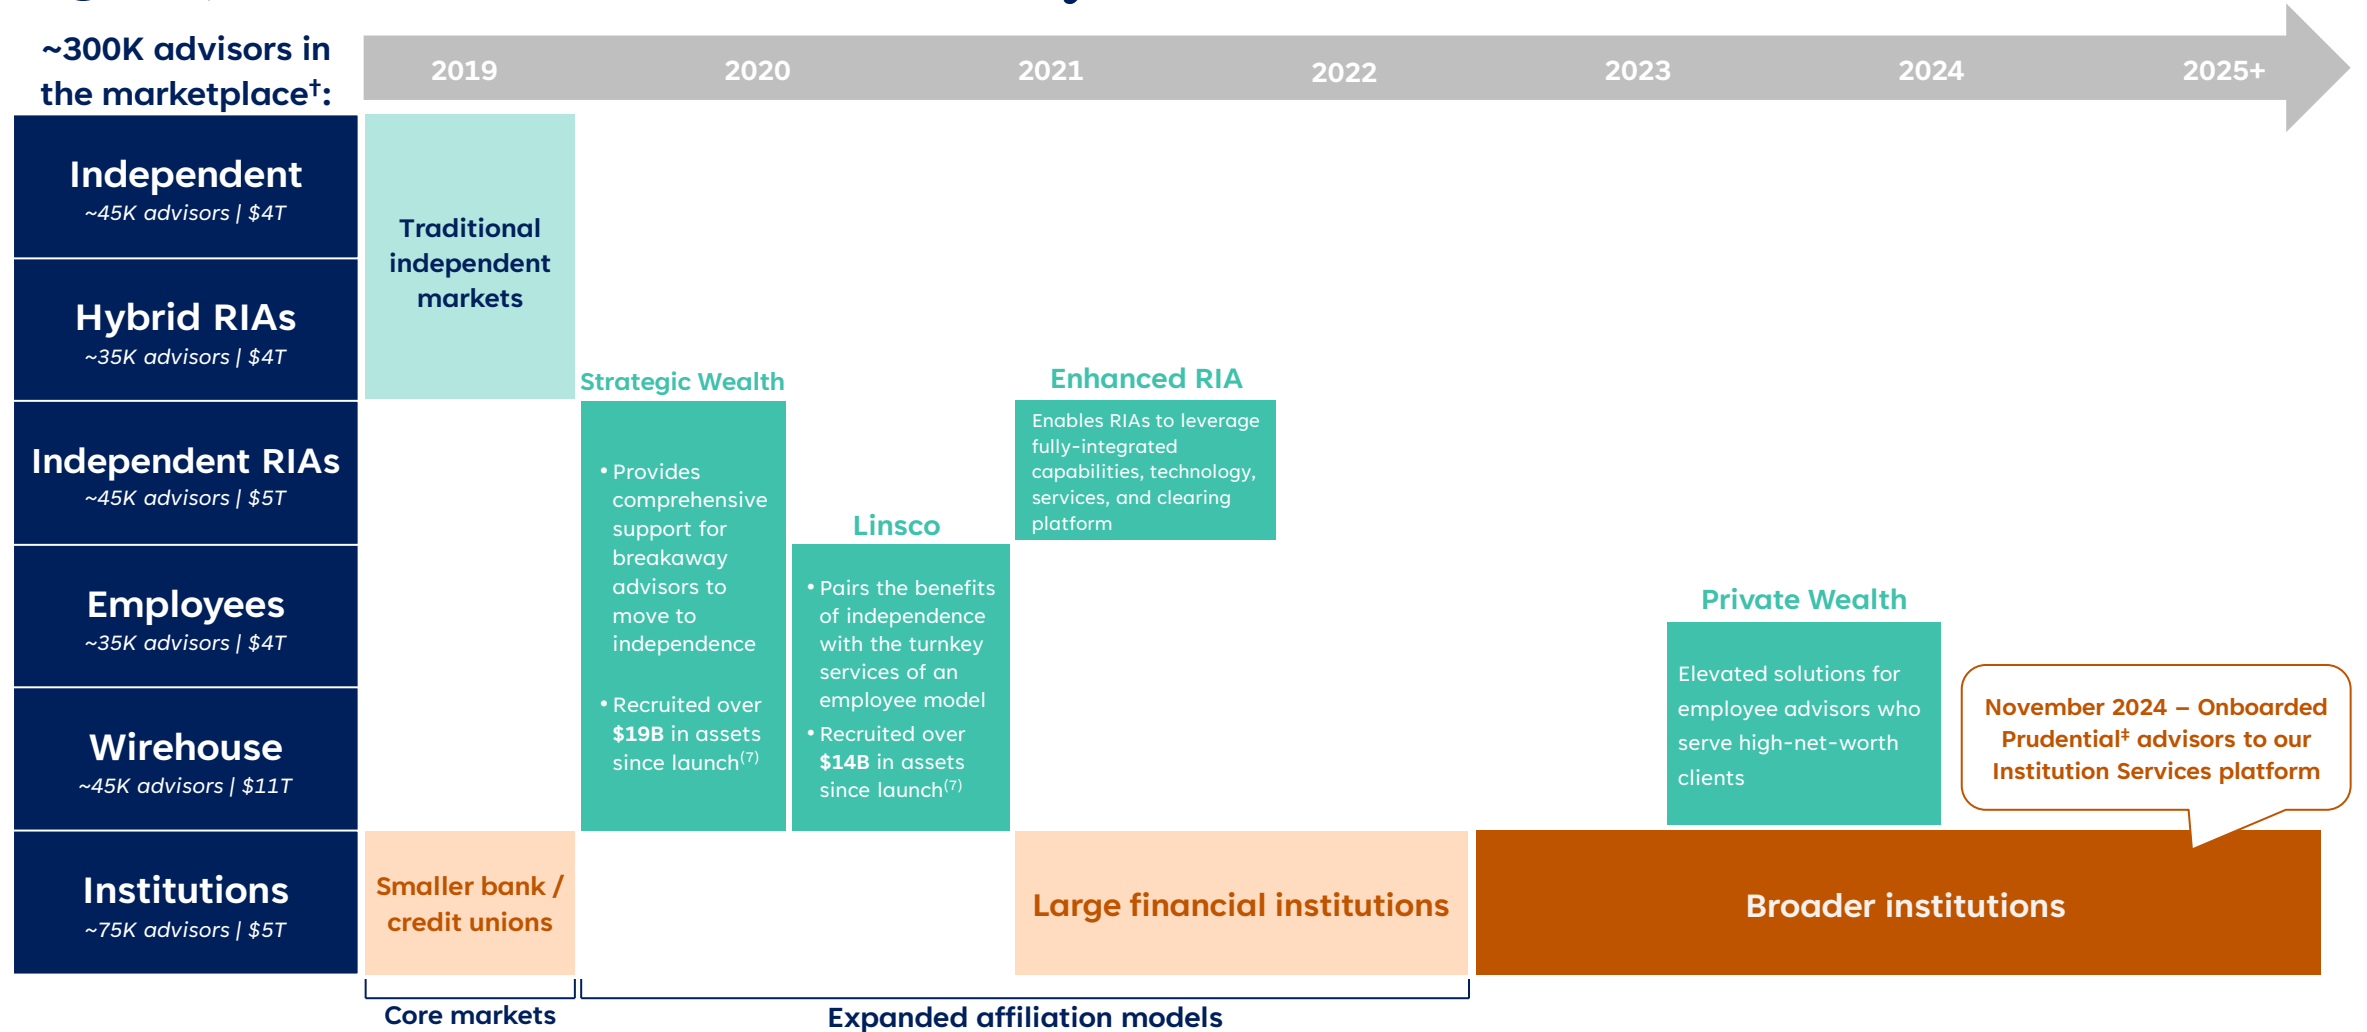 ~300K advisors in
the marketplace†:
2019
2020
2021
2022
2023
2024
2025+
Independent
~45K advisors | $4T
Hybrid RIAs
~35K advisors | $4T
Independent RIAs
~45K advisors | $5T
Employees
~35K advisors | $4T
Wirehouse
~45K advisors | $11T
Institutions
~75K advisors | $5T
Traditional
independent
markets
Strategic Wealth
• Provides
comprehensive
support for
breakaway
advisors to
move to
independence
• Recruited over
$19B in assets
since launch(7)
Linsco
• Pairs the benefits
of independence
with the turnkey
services of an
employee model
• Recruited over
$14B in assets
since launch(7)
Enhanced RIA
Enables RIAs to leverage
fully-integrated
capabilities, technology,
services, and clearing
platform
Private Wealth
Elevated solutions for
employee advisors who
serve high-net-worth
clients
November 2024 – Onboarded
Prudential‡ advisors to our
Institution Services platform
Smaller bank /
credit unions
Large financial institutions
Broader institutions
Core markets
Expanded affiliation models